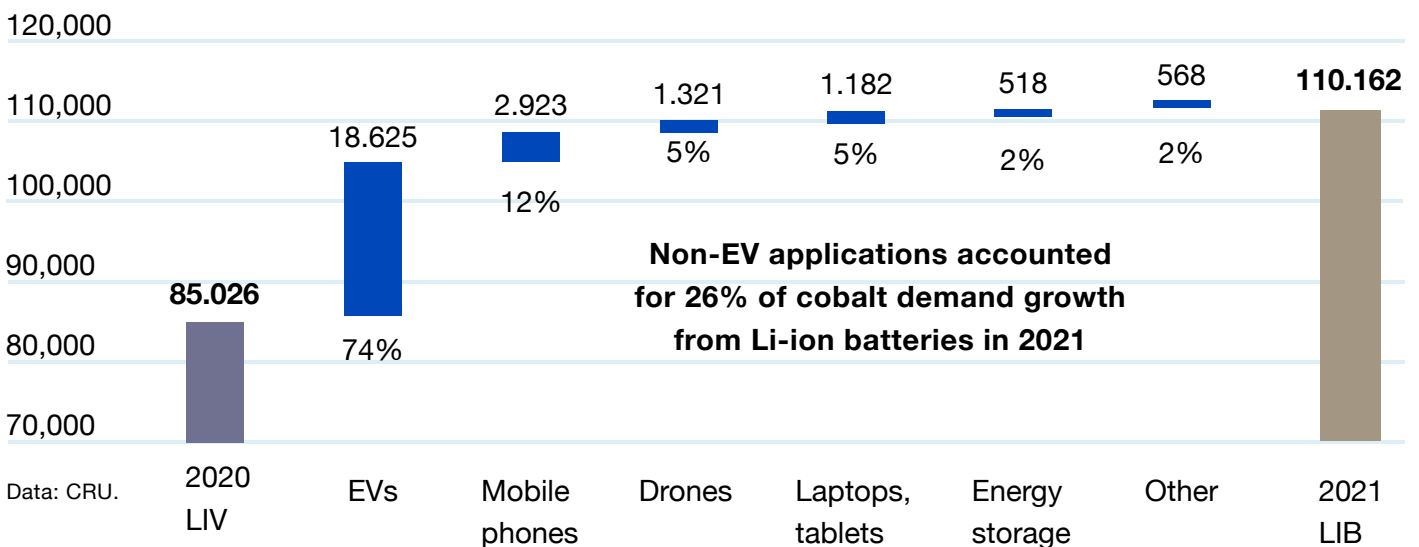 120,000
110,000
100,000
90,000
80,000
70,000
85.026
18.625
74%
2.923
12%
1.321
5%
1.182
5%
518
2%
568
2%
110.162
Non-EV applications accounted
for 26% of cobalt demand growth
from Li-ion batteries in 2021
Data: CRU.
2020
LIV
EVs
Mobile
phones
Drones
Laptops,
tablets
Energy
storage
Other
2021
LIB